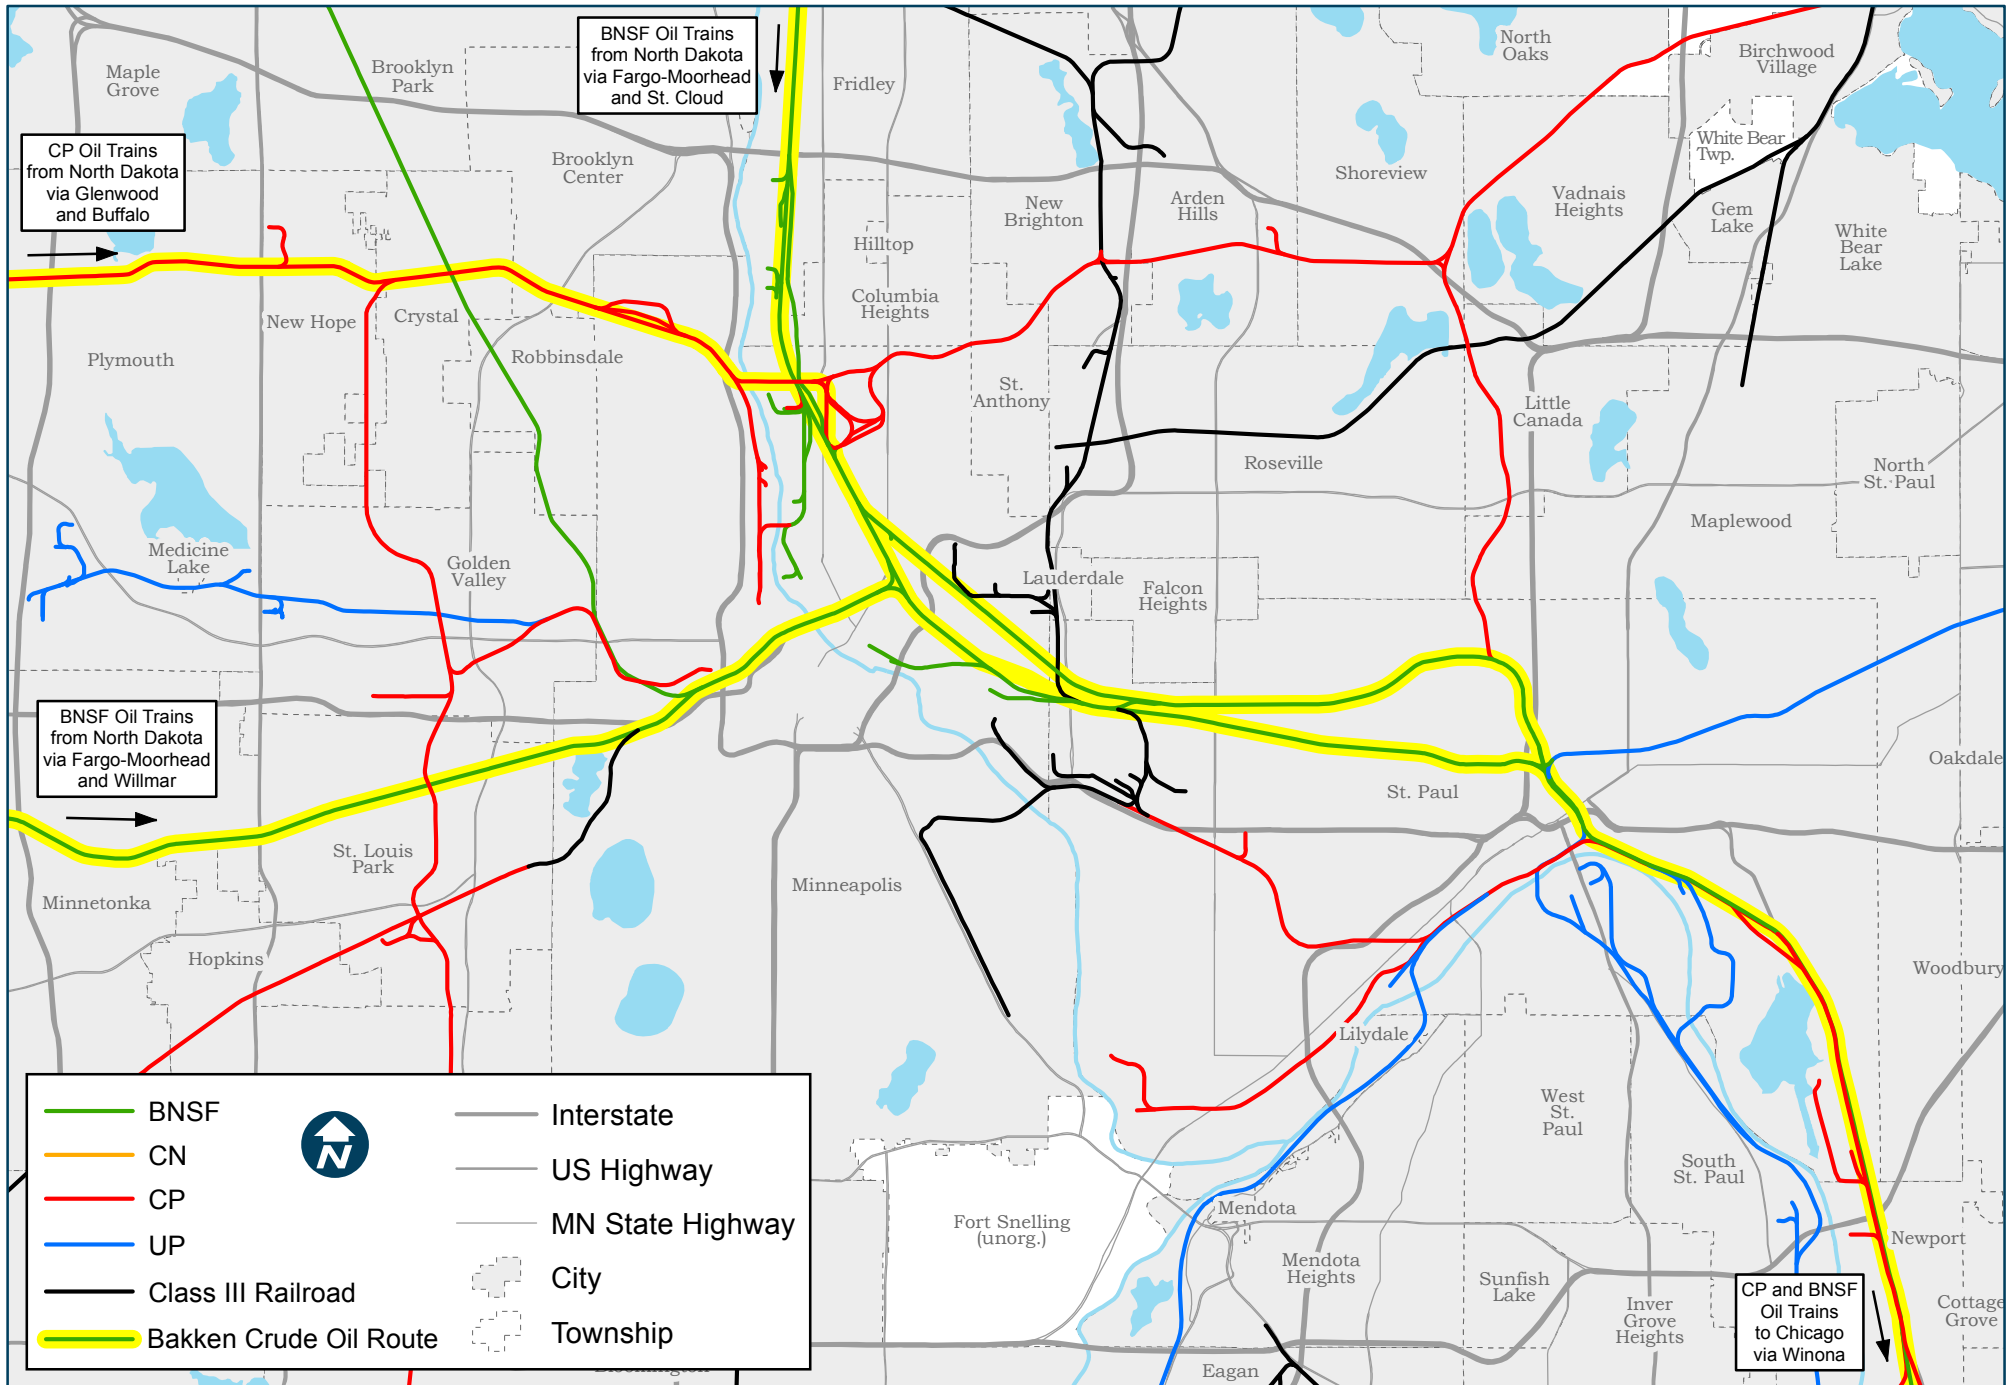 BNSF Oil Trains
from North Dakota
via Fargo-Moorhead
and St. Cloud
CP Oil Trains
from North Dakota
via Glenwood
and Buffalo
BNSF Oil Trains
from North Dakota
via Fargo-Moorhead
and Willmar
CP and BNSF
Oil Trains
to Chicago
via Winona
Maple
Grove
Brooklyn
Park
Fridley
North
Oaks
Birchwood
Village
Brooklyn
Center
New
Brighton
Arden
Hills
Shoreview
White Bear
Twp.
Vadnais
Heights
Gem
Lake
White
Bear
Lake
Hilltop
Columbia
Heights
New Hope
Crystal
Robbinsdale
Plymouth
St.
Anthony
Little
Canada
Roseville
North
St. Paul
Maplewood
Medicine
Lake
Golden
Valley
Lauderdale
Falcon
Heights
Oakdale
St. Paul
St. Louis
Park
Minneapolis
Minnetonka
Hopkins
Woodbury
Lilydale
West
St.
Paul
South
St. Paul
Fort Snelling
(unorg.)
Mendota
Mendota
Heights
Sunfish
Lake
Inver
Grove
Heights
Newport
Cottage
Grove
Eagan
BNSF
CN
CP
UP
Class III Railroad
Bakken Crude Oil Route
N
Interstate
US Highway
MN State Highway
City
Township